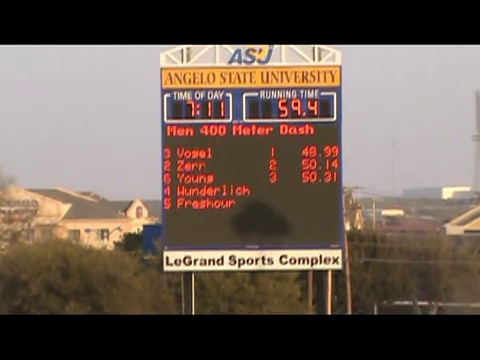 ASU
ANGELO STATE UNIVERSITY
TIME OF DAY RUNNING TIME
7:11 59.4
Men 400 Meter Dash
3 Vogel 1 48.99
2 Zerr 2 50.14
6 Young 3 50.31
4 Wunderlich
5 Freshour
LeGrand Sports Complex